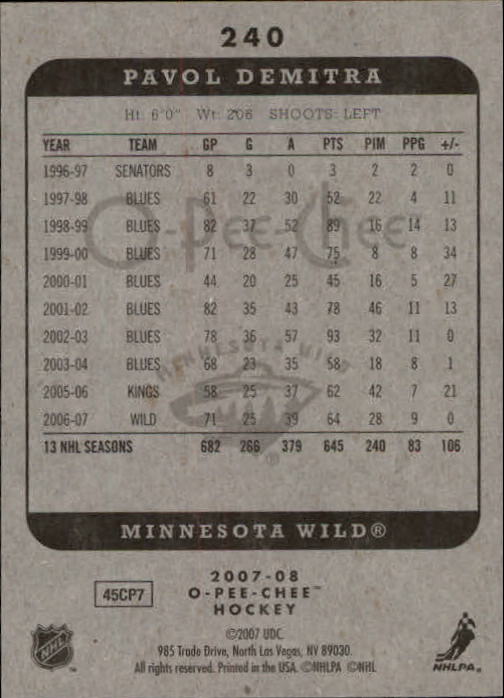 240
PAVOL DEMITRA
Ht: 6'0" Wt: 206 SHOOTS: LEFT
YEAR TEAM GP G A PTS PIM PPG +/-
1996-97 SENATORS 8 3 0 3 2 2 0
1997-98 BLUES 61 22 30 52 22 4 11
1998-99 BLUES 82 37 52 89 16 14 13
1999-00 BLUES 71 28 47 75 8 8 34
O-Pee-Chee
2000-01 BLUES 44 20 25 45 16 5 27
2001-02 BLUES 82 35 43 78 46 11 13
2002-03 BLUES 78 36 57 93 32 11 0
MINNESOTA WILD
2003-04 BLUES 68 23 35 58 18 8 1
2005-06 KINGS 58 25 37 62 42 7 21
2006-07 WILD 71 25 39 64 28 9 0
13 NHL SEASONS 682 266 379 645 240 83 106
®
MINNESOTA WILD®
2007-08
45CP7 O-PEE-CHEE™
HOCKEY
©2007 UDC
985 Trade Drive, North Las Vegas, NV 89030.
All rights reserved. Printed in the USA. ©NHLPA ©NHL
NHL ™
NHLPA®